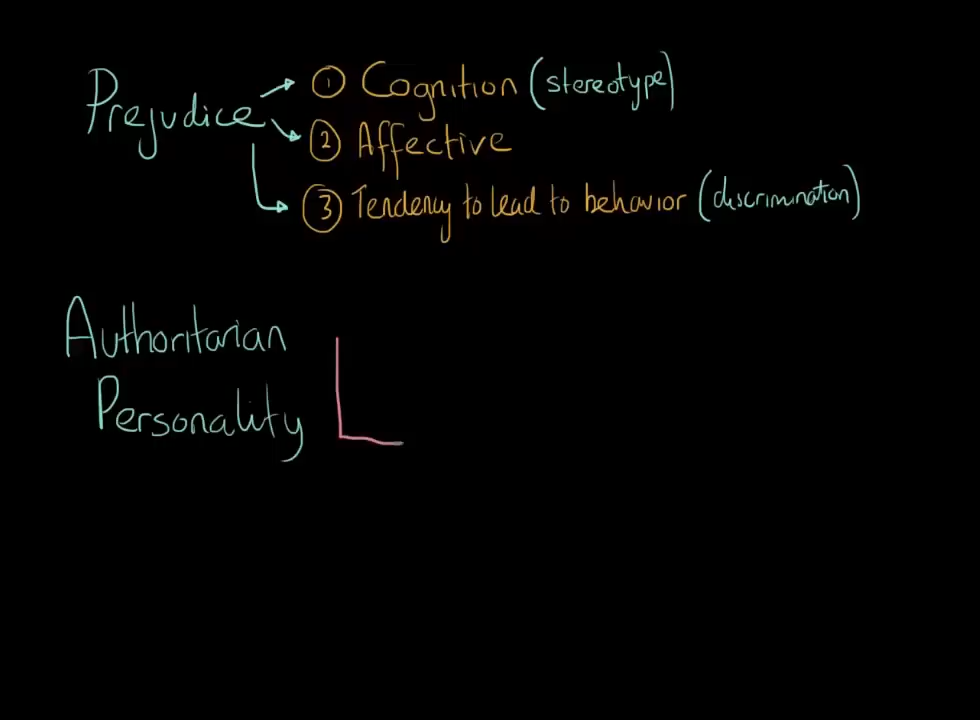 Prejudice
① Cognition (stereotype)
② Affective
③ Tendency to lead to behavior (discrimination)
Authoritarian
Personality